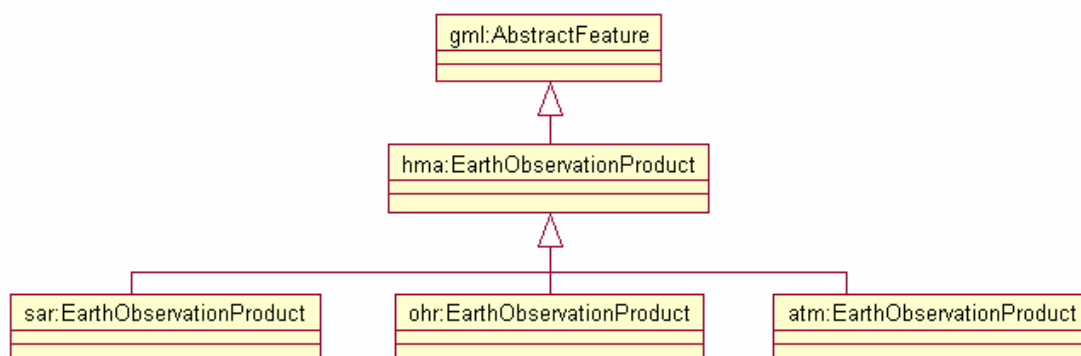 gml:AbstractFeature
hma:EarthObservationProduct
sar:EarthObservationProduct
ohr:EarthObservationProduct
atm:EarthObservationProduct